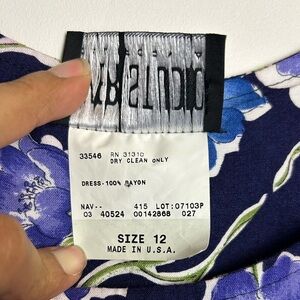 33546 RN 31310
DRY CLEAN ONLY
DRESS-100% RAYON
NAV-- 415 LOT:07103P
03 40524 00142868 027
SIZE 12
MADE IN U.S.A.